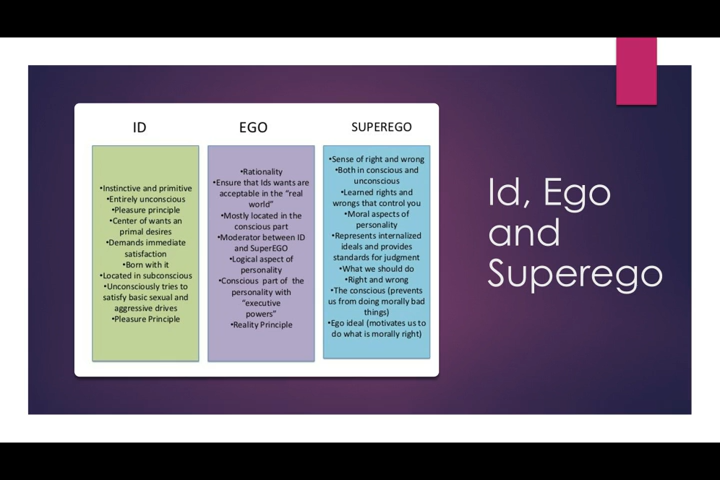 ID
•Instinctive and primitive
•Entirely unconscious
•Pleasure principle
•Center of wants an
primal desires
•Demands immediate
satisfaction
•Born with it
•Located in subconscious
•Unconsciously tries to
satisfy basic sexual and
aggressive drives
•Pleasure Principle
EGO
•Rationality
•Ensure that Ids wants are
acceptable in the “real
world”
•Mostly located in the
conscious part
•Moderator between ID
and SuperEGO
•Logical aspect of
personality
•Conscious part of the
personality with
“executive
powers”
•Reality Principle
SUPEREGO
•Sense of right and wrong
•Both in conscious and
unconscious
•Learned rights and
wrongs that control you
•Moral aspects of
personality
•Represents internalized
ideals and provides
standards for judgment
•What we should do
•Right and wrong
•The conscious (prevents
us from doing morally bad
things)
•Ego ideal (motivates us to
do what is morally right)
Id, Ego
and
Superego